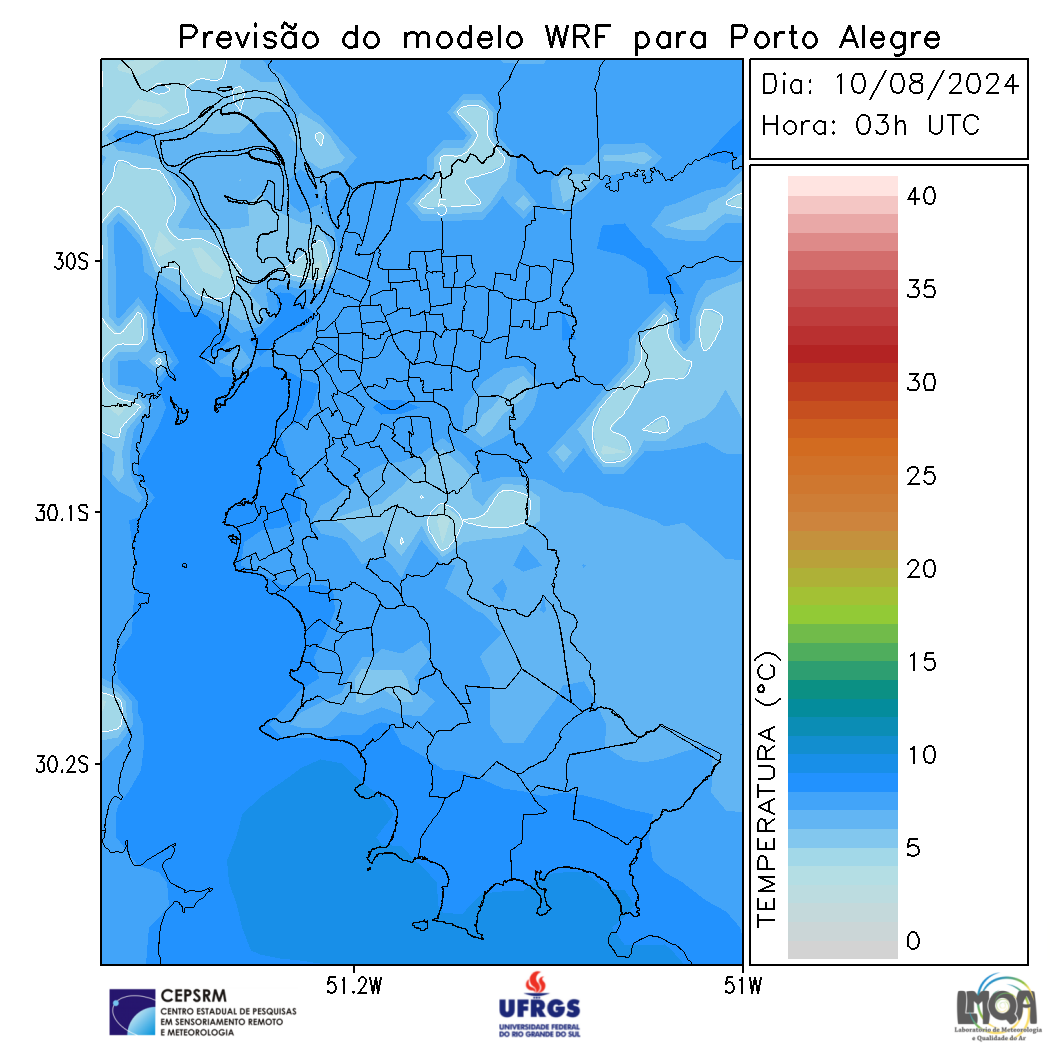 Previsão do modelo WRF para Porto Alegre
Dia: 10/08/2024
Hora: 03h UTC
40
35
30
25
20
15
10
5
0
TEMPERATURA (°C)
5
30S
30.1S
30.2S
51.2W
51W
CEPSRM
CENTRO ESTADUAL DE PESQUISAS
EM SENSORIAMENTO REMOTO
E METEOROLOGIA
UFRGS
UNIVERSIDADE FEDERAL
DO RIO GRANDE DO SUL
LMQA
Laboratório de Meteorologia
e Qualidade do Ar